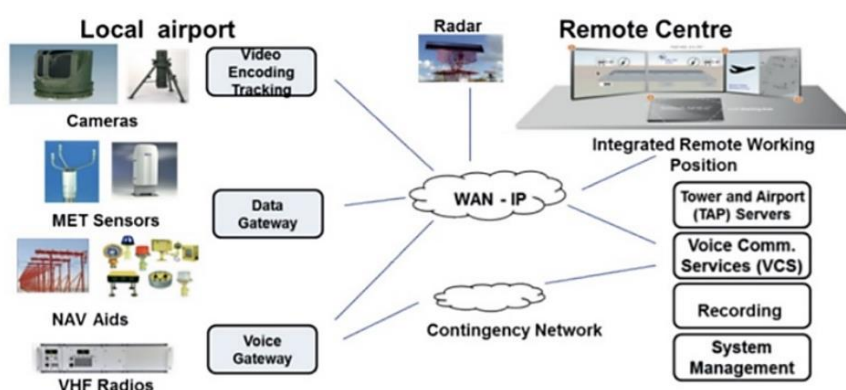 Local airport
Radar
Remote Centre
Video
Encoding
Tracking
Cameras
Integrated Remote Working
Position
MET Sensors
Data
Gateway
WAN - IP
Tower and Airport
(TAP) Servers
Voice Comm.
Services (VCS)
NAV Aids
Contingency Network
Recording
Voice
Gateway
System
Management
VHF Radios